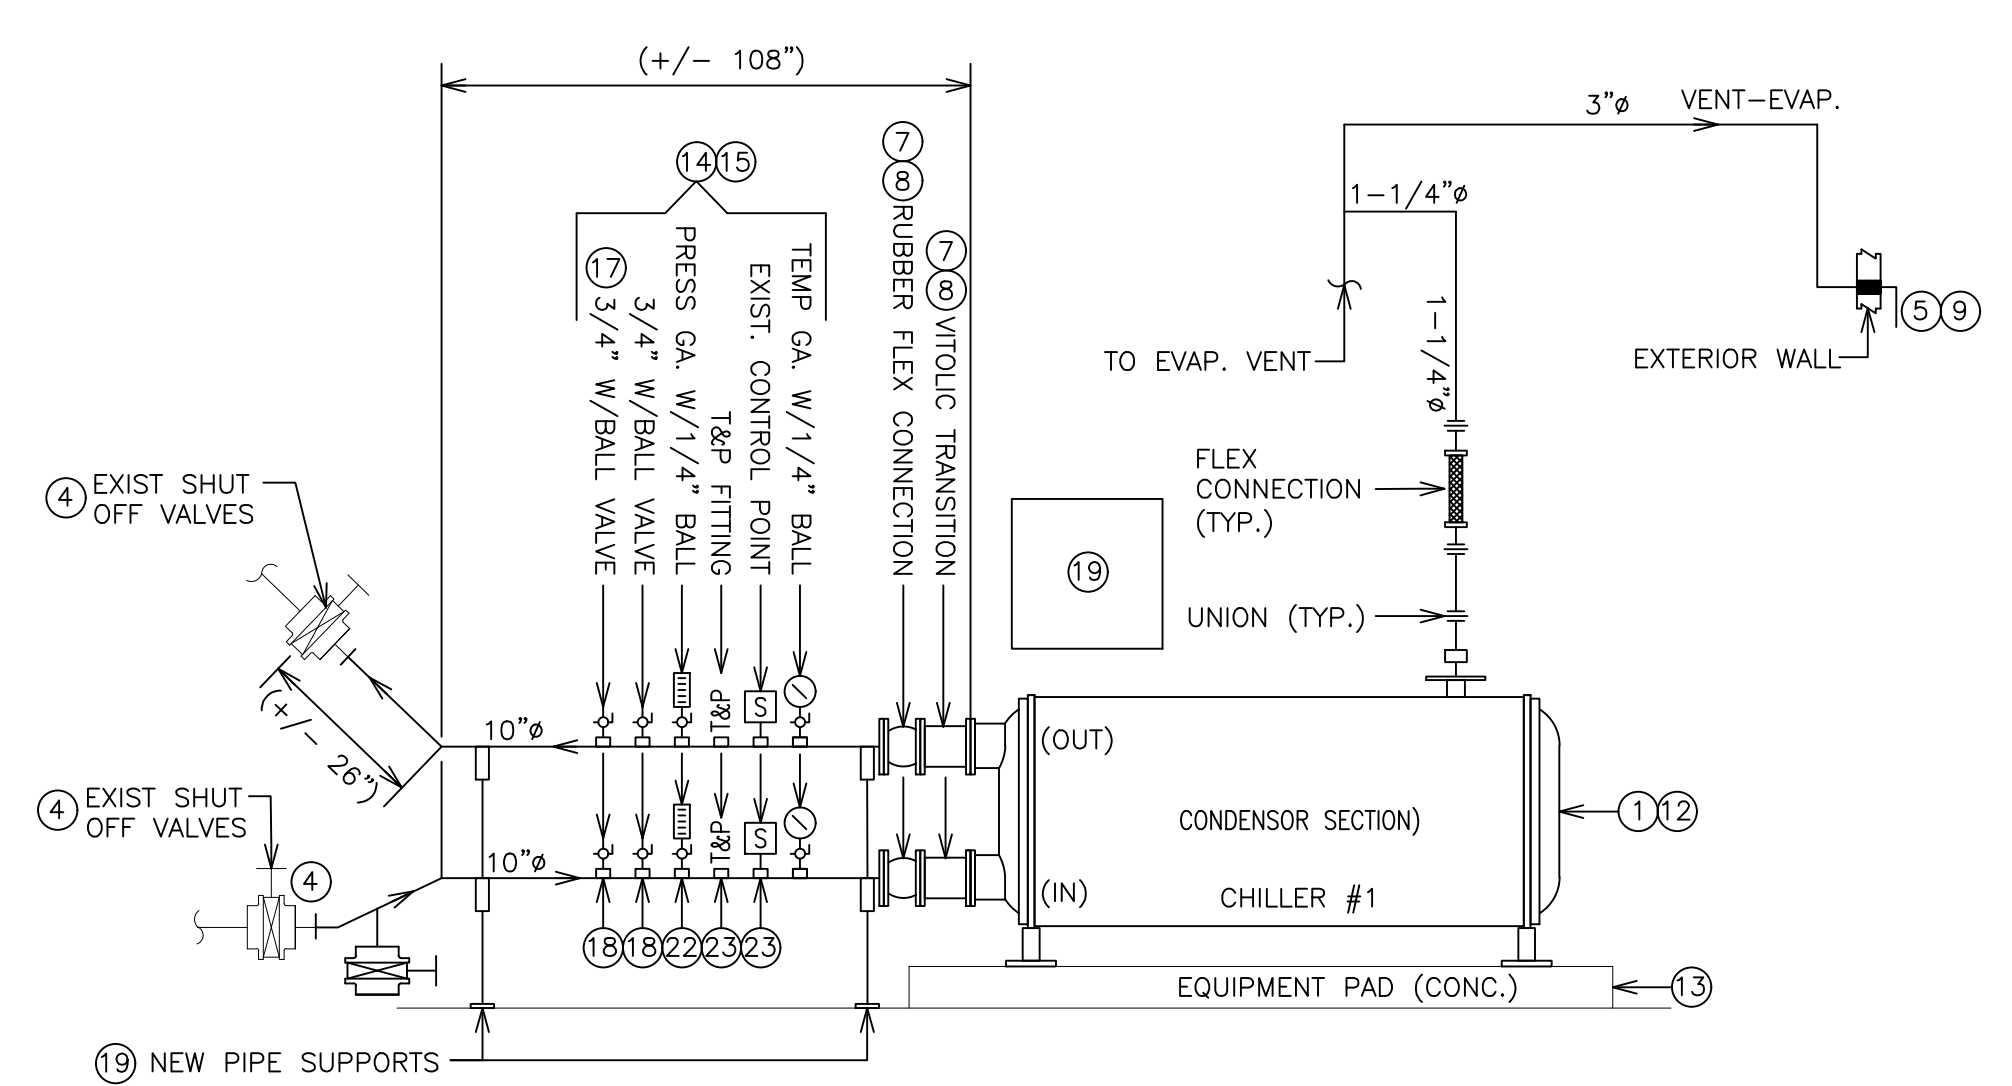 (+/- 108")
3"ø
VENT-EVAP.
7
8
14
15
1-1/4"ø
RUBBER FLEX CONNECTION
7
8
VITOLIC TRANSITION
PRESS GA. W/1/4" BALL
TEMP GA. W/1/4" BALL
17
3/4" W/BALL VALVE
3/4" W/BALL VALVE
EXIST. CONTROL POINT
T&P FITTING
1-1/4"ø
5
9
TO EVAP. VENT
EXTERIOR WALL
4
EXIST SHUT
OFF VALVES
FLEX
CONNECTION
(TYP.)
19
UNION (TYP.)
(+/- 26")
10"ø
T&P
S
(OUT)
4
EXIST SHUT
OFF VALVES
CONDENSOR SECTION)
1
12
T&P
S
10"ø
4
(IN)
CHILLER #1
18
18
22
23
23
EQUIPMENT PAD (CONC.)
13
19
NEW PIPE SUPPORTS